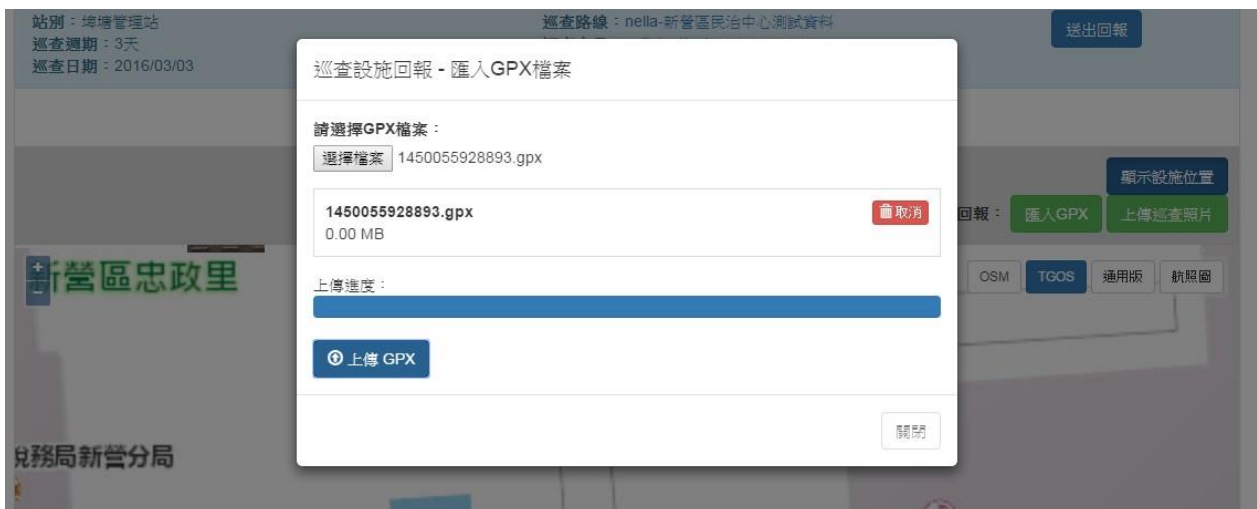 站別：埤塘管理站
巡查路線：nella-新營區民治中心測試資料
送出回報
巡查週期：3天
巡查日期：2016/03/03
巡查設施回報 - 匯入GPX檔案
請選擇GPX檔案：
選擇檔案 1450055928893.gpx
顯示設施位置
1450055928893.gpx
取消
0.00 MB
回報：
匯入GPX
上傳巡查照片
+
新營區忠政里
OSM
TGOS
通用版
航照圖
上傳進度：
上傳 GPX
關閉
稅務局新營分局